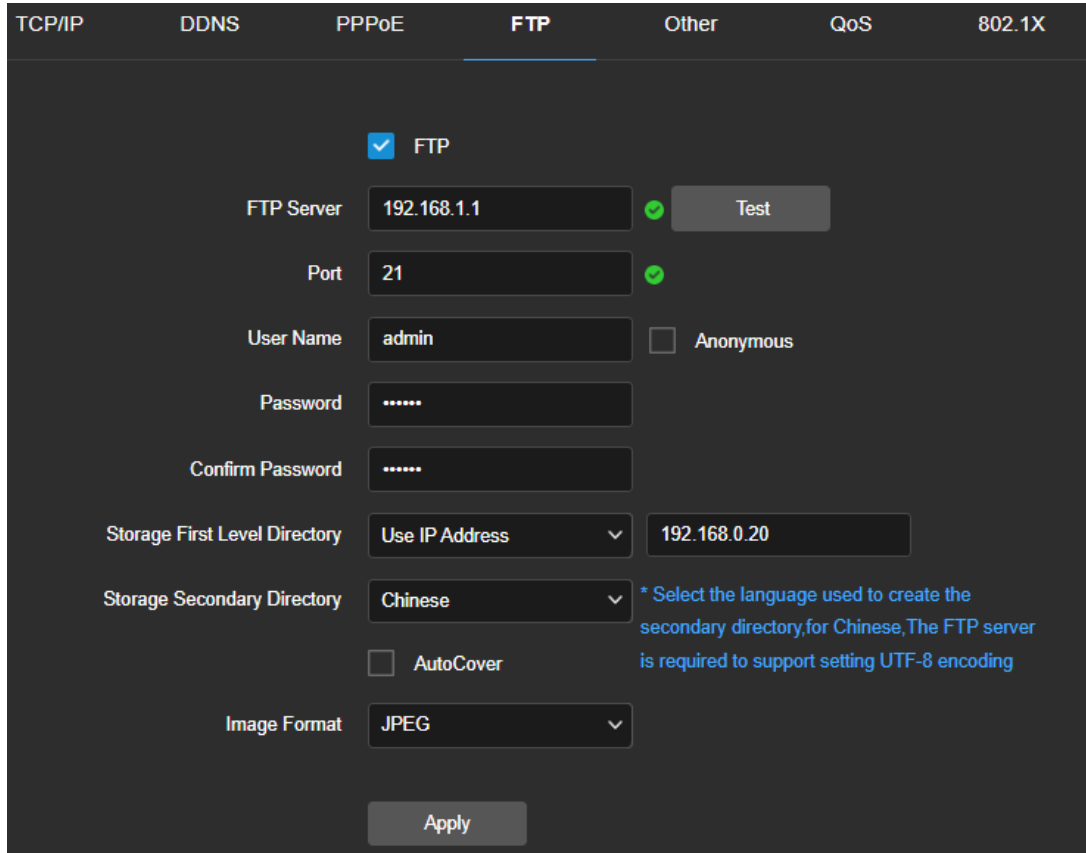 TCP/IP DDNS PPPoE FTP Other QoS 802.1X
FTP
FTP Server 192.168.1.1 Test
Port 21
User Name admin Anonymous
Password ••••••
Confirm Password ••••••
Storage First Level Directory Use IP Address 192.168.0.20
Storage Secondary Directory Chinese * Select the language used to create the
secondary directory,for Chinese,The FTP server
is required to support setting UTF-8 encoding
AutoCover
Image Format JPEG
Apply